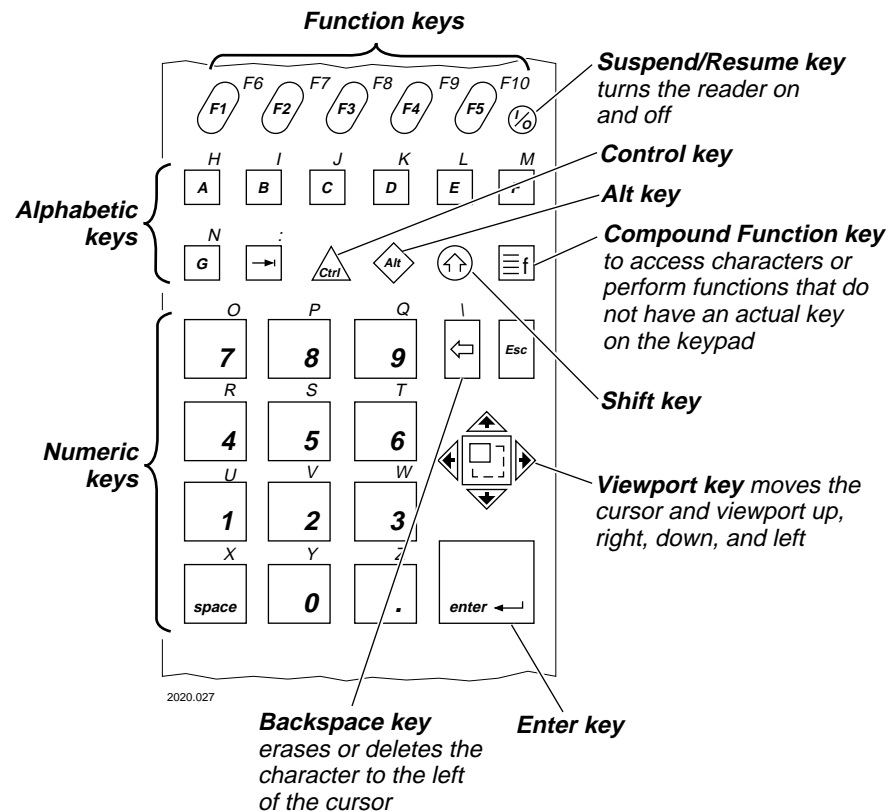 Function keys
F6 F7 F8 F9 F10
F1 F2 F3 F4 F5 I/O
Suspend/Resume key
turns the reader on
and off
H I J K L M
A B C D E F
Control key
Alt key
Alphabetic
keys
N :
G Ctrl Alt f
Compound Function key
to access characters or
perform functions that do
not have an actual key
on the keypad
O P Q \
7 8 9 Esc
R S T
4 5 6
Shift key
Numeric
keys
U V W
1 2 3
Viewport key moves the
cursor and viewport up,
right, down, and left
X Y Z
space 0 . enter
2020.027
Backspace key
erases or deletes the
character to the left
of the cursor
Enter key